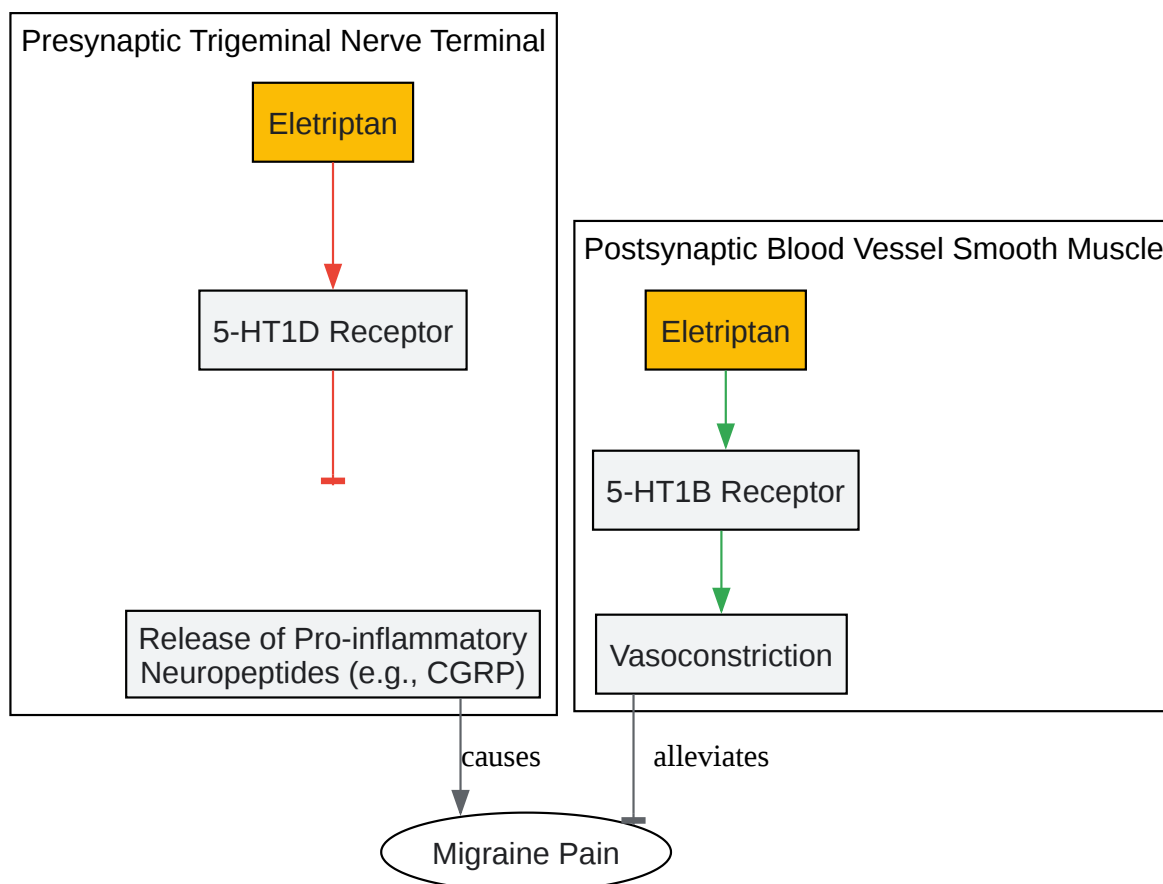 Presynaptic Trigeminal Nerve Terminal
Eletriptan
5-HT1D Receptor
Release of Pro-inflammatory
Neuropeptides (e.g., CGRP)
Postsynaptic Blood Vessel Smooth Muscle
Eletriptan
5-HT1B Receptor
Vasoconstriction
causes
alleviates
Migraine Pain